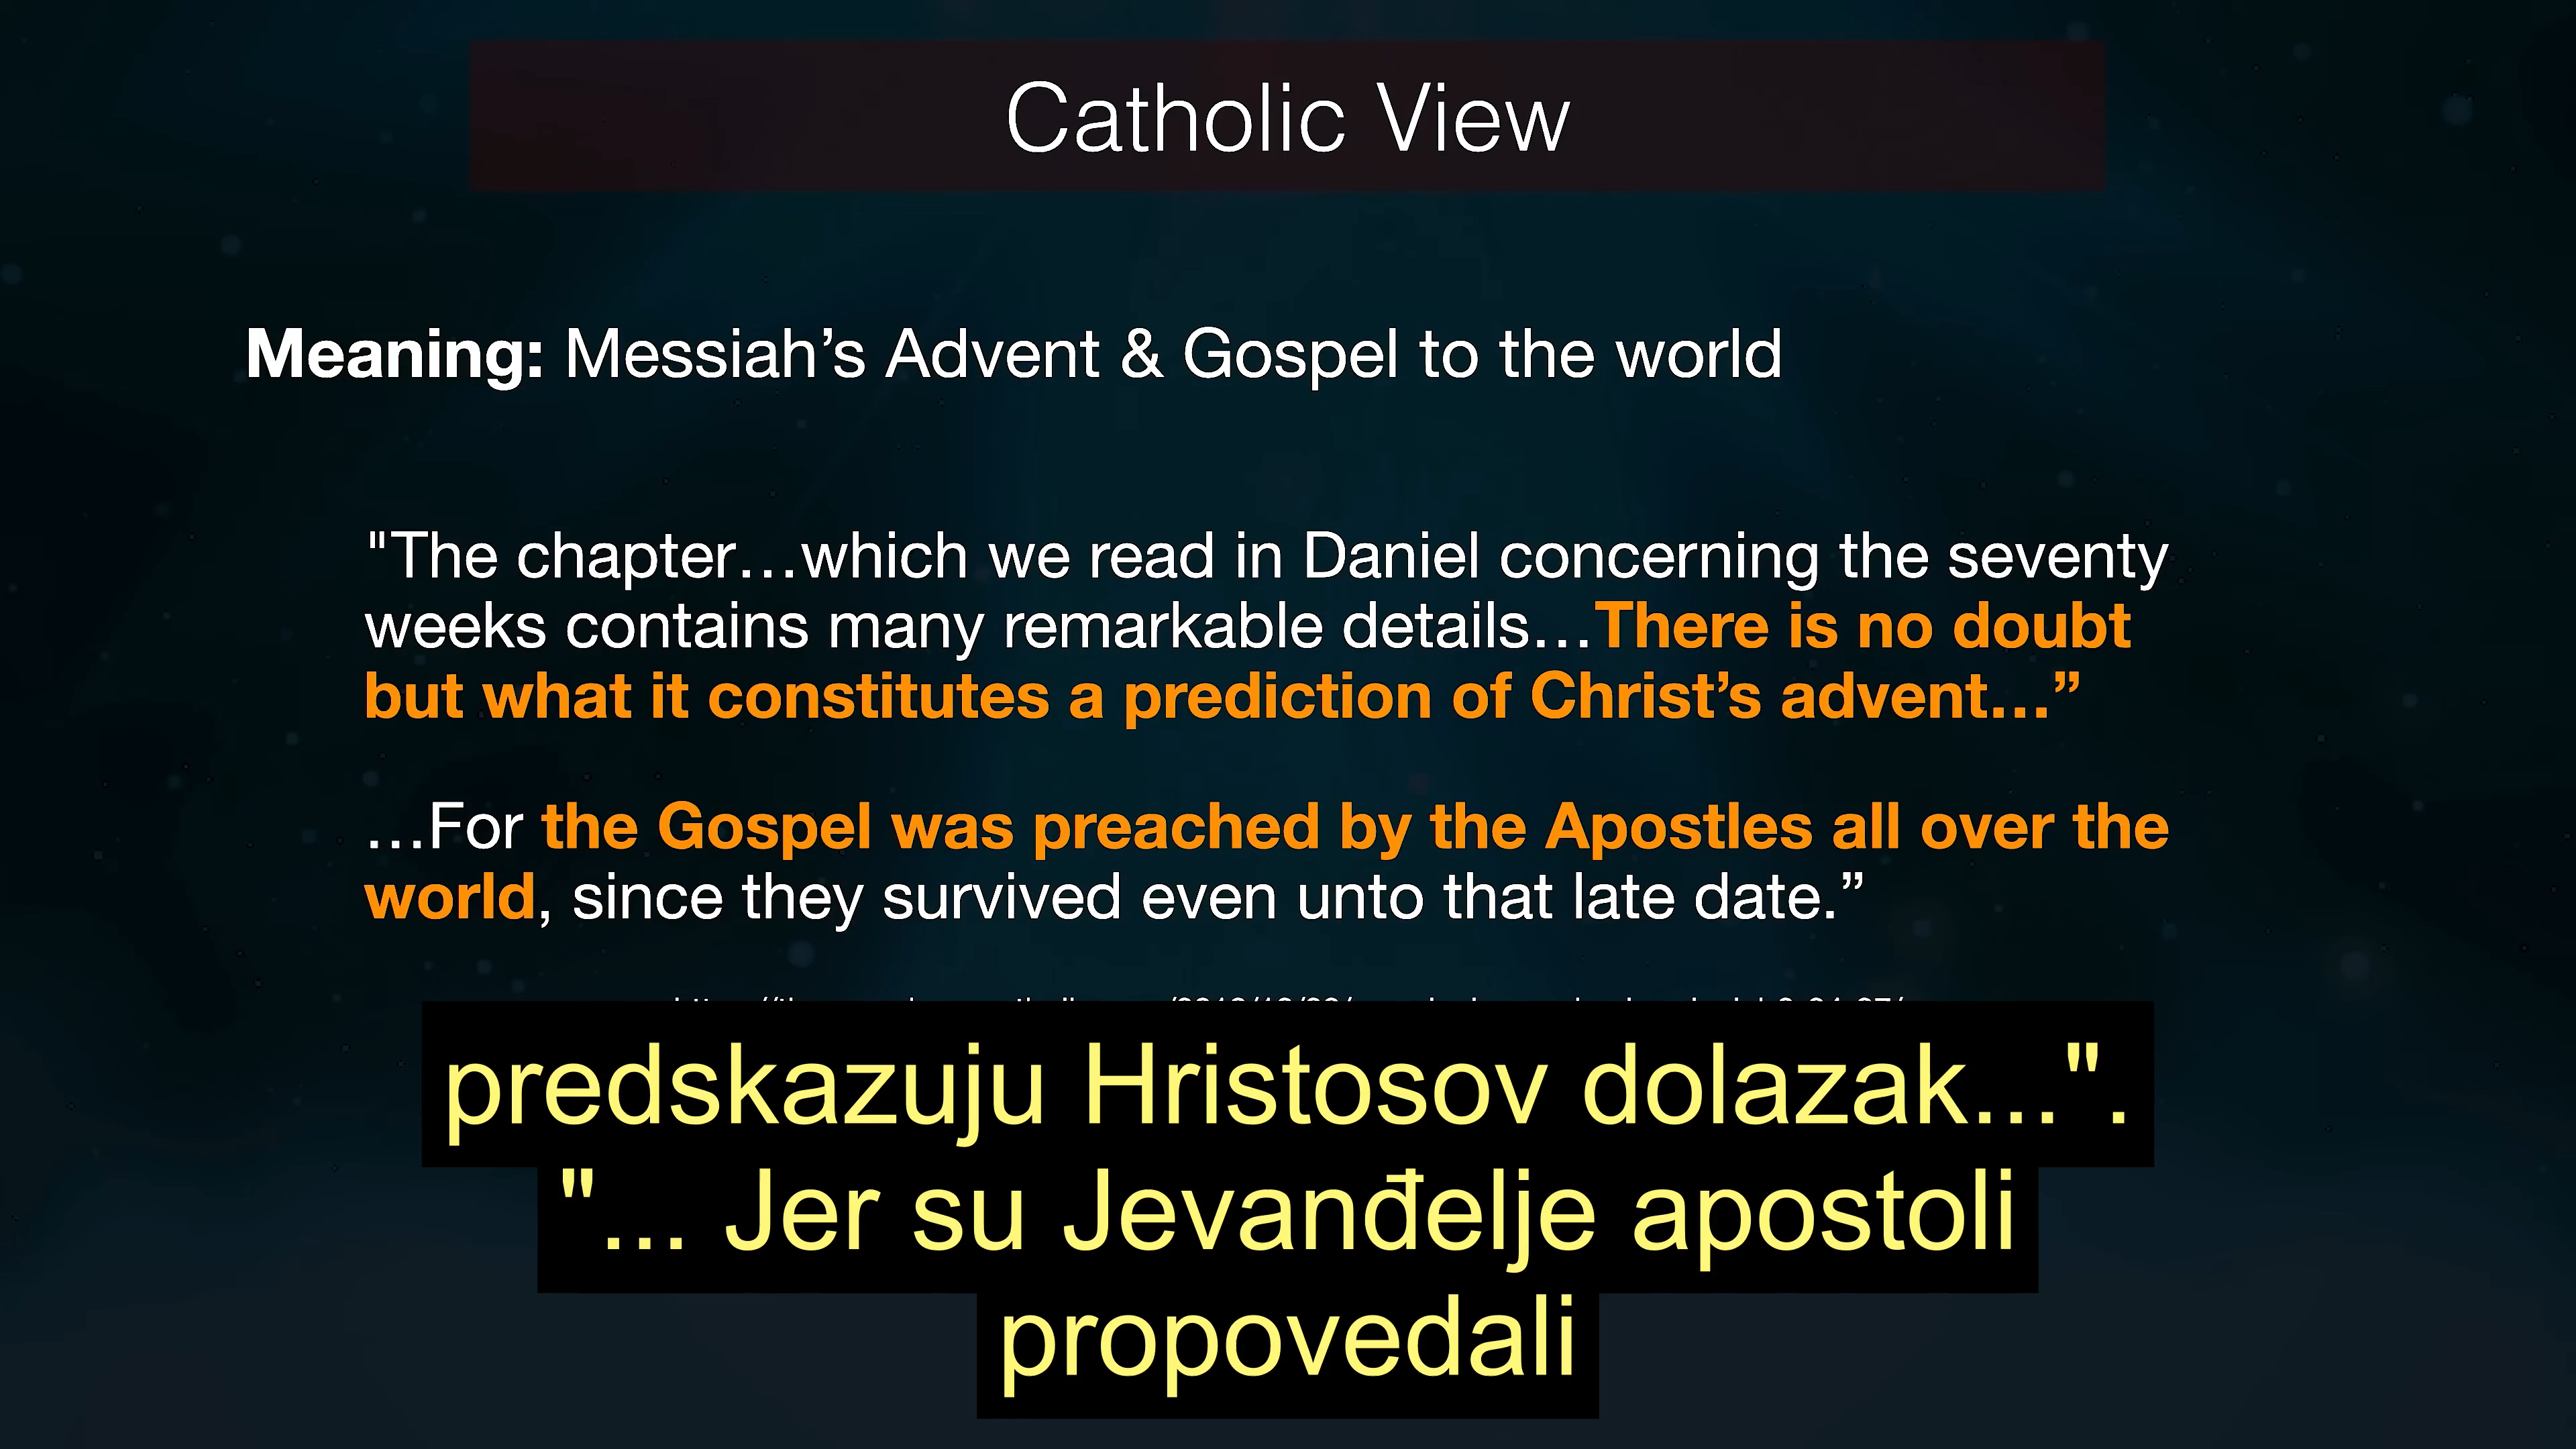 Catholic View
Meaning: Messiah’s Advent & Gospel to the world
"The chapter…which we read in Daniel concerning the seventy
weeks contains many remarkable details…There is no doubt
but what it constitutes a prediction of Christ’s advent…”
…For the Gospel was preached by the Apostles all over the
world, since they survived even unto that late date.”
predskazuju Hristosov dolazak...".
"... Jer su Jevanđelje apostoli
propovedali